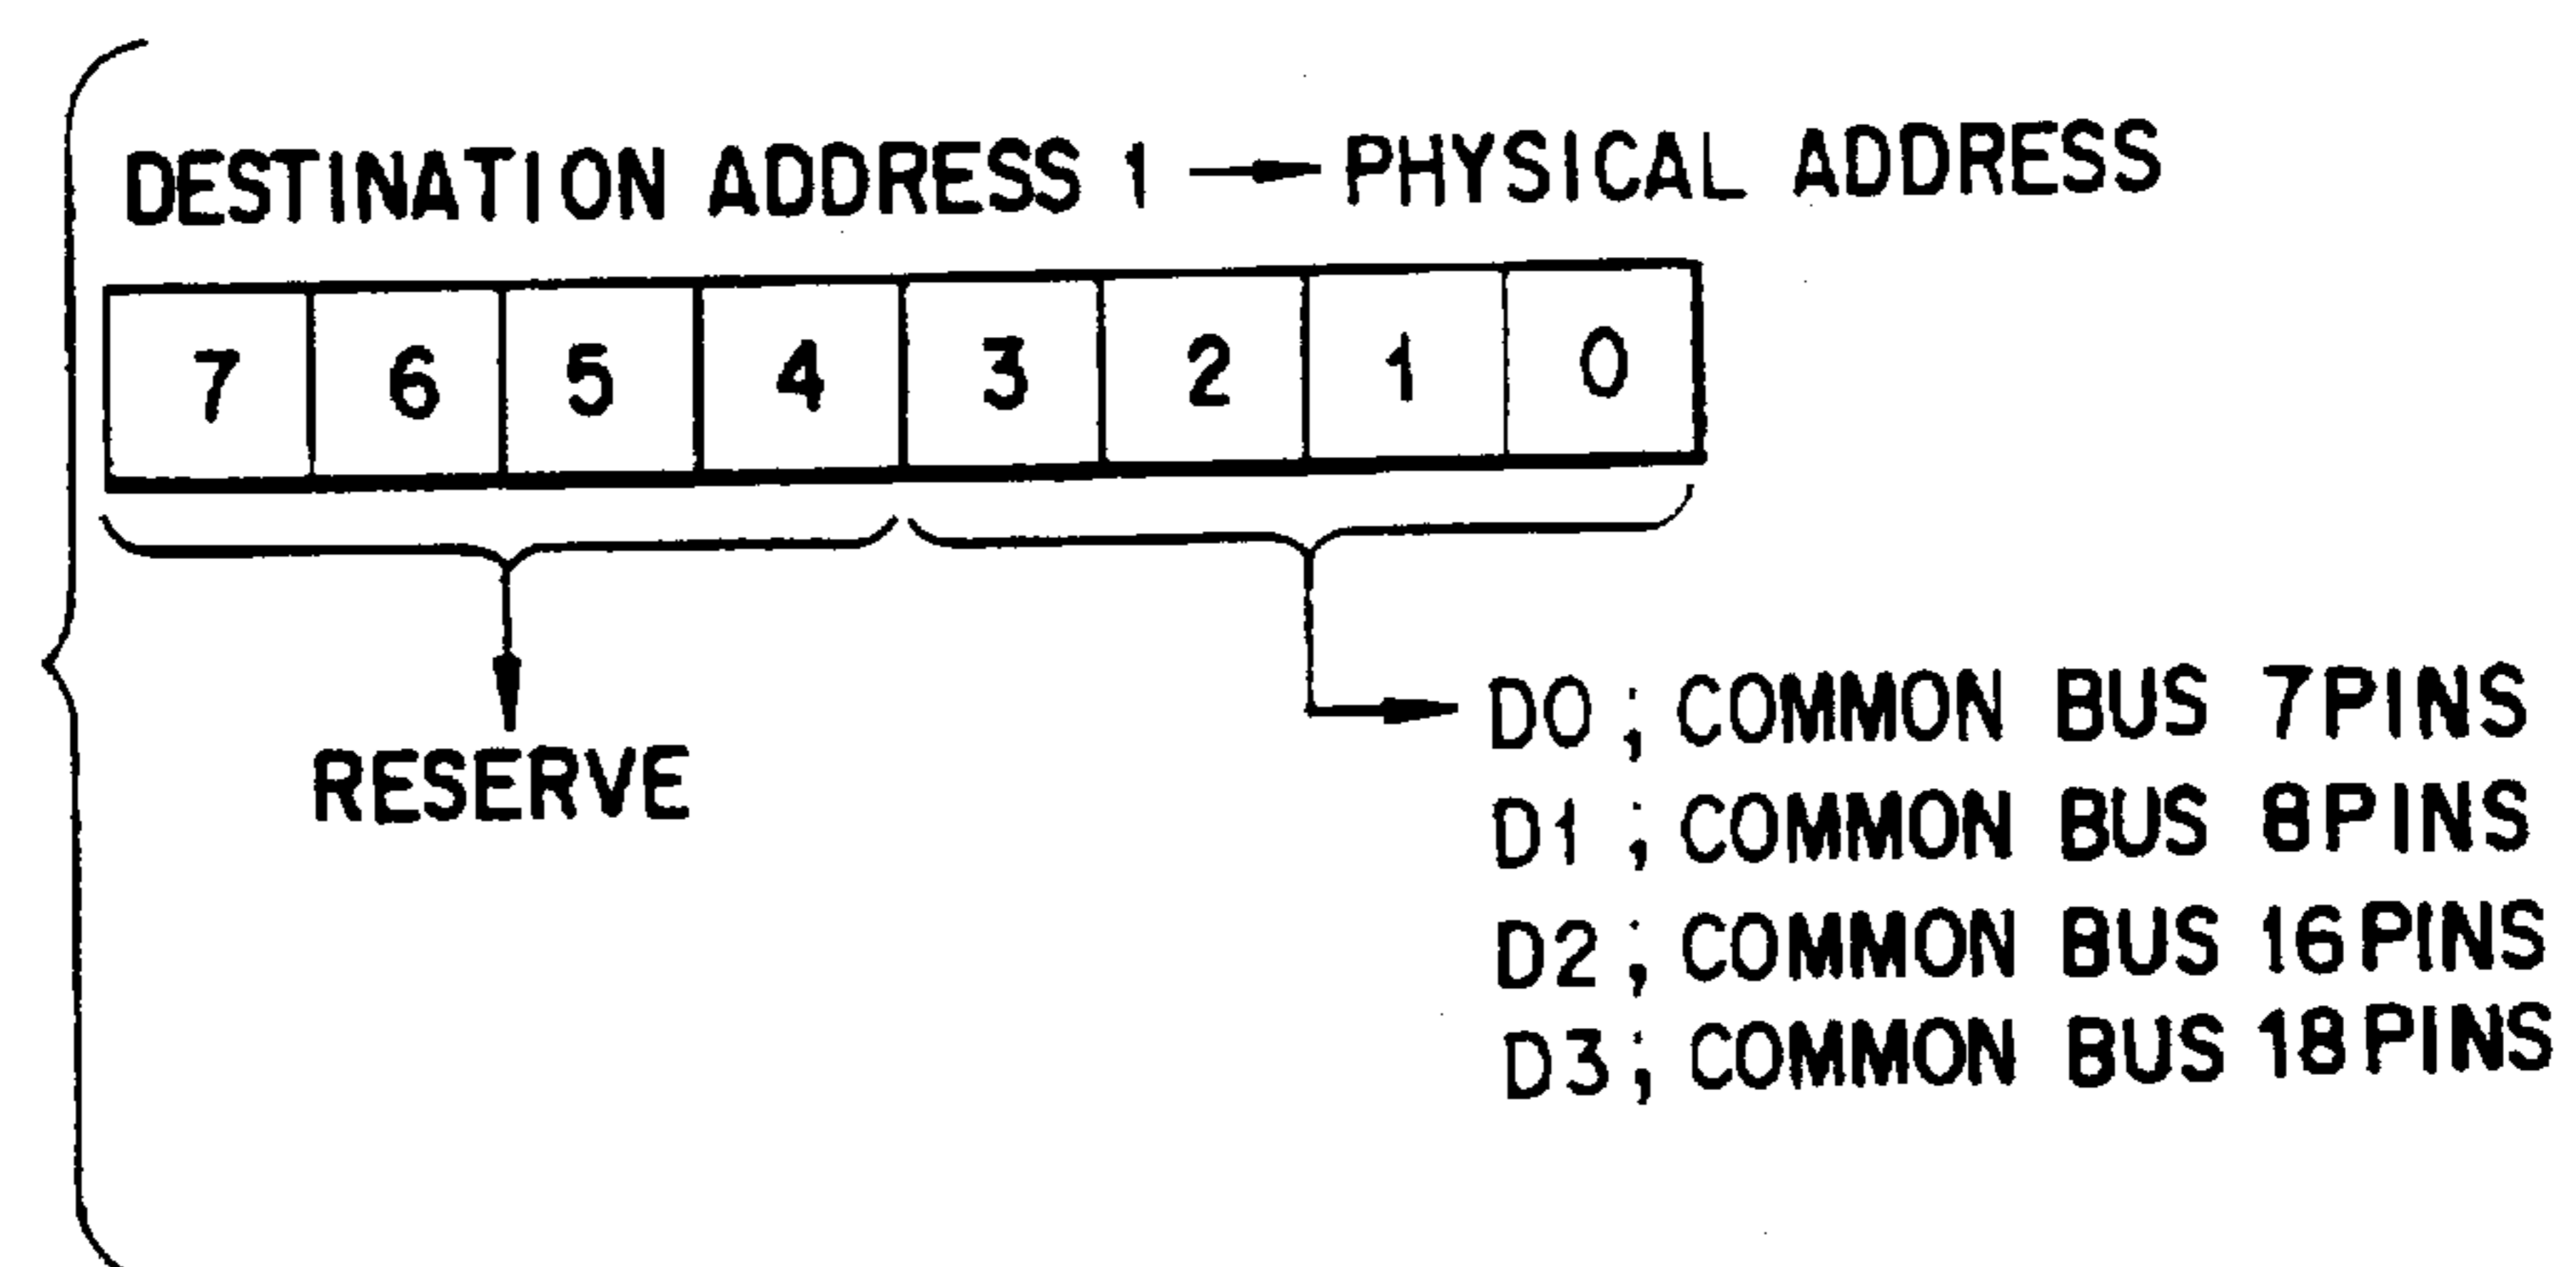 DESTINATION ADDRESS 1 → PHYSICAL ADDRESS
7 6 5 4 3 2 1 0
RESERVE
D0 ; COMMON BUS 7PINS
D1 ; COMMON BUS 8PINS
D2 ; COMMON BUS 16PINS
D3 ; COMMON BUS 18PINS